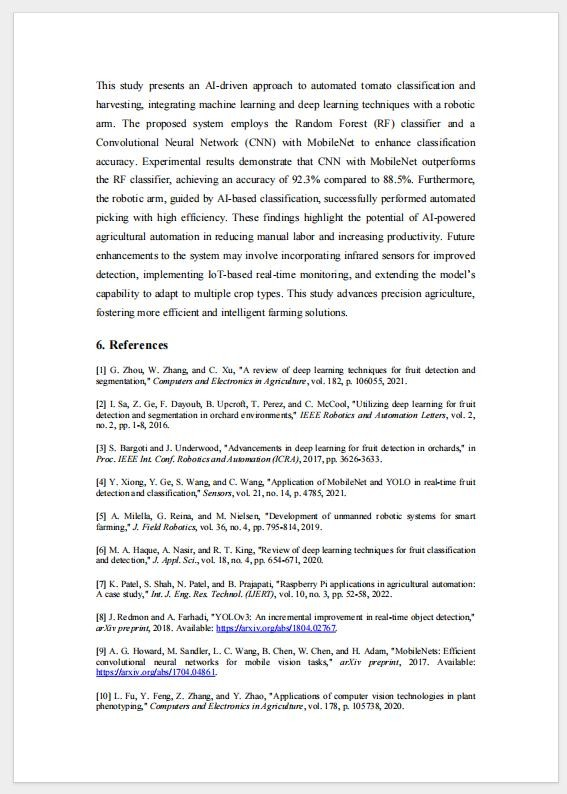 This study presents an AI-driven approach to automated tomato classification and
harvesting, integrating machine learning and deep learning techniques with a robotic
arm. The proposed system employs the Random Forest (RF) classifier and a
Convolutional Neural Network (CNN) with MobileNet to enhance classification
accuracy. Experimental results demonstrate that CNN with MobileNet outperforms
the RF classifier, achieving an accuracy of 92.3% compared to 88.5%. Furthermore,
the robotic arm, guided by AI-based classification, successfully performed automated
picking with high efficiency. These findings highlight the potential of AI-powered
agricultural automation in reducing manual labor and increasing productivity. Future
enhancements to the system may involve incorporating infrared sensors for improved
detection, implementing IoT-based real-time monitoring, and extending the model's
capability to adapt to multiple crop types. This study advances precision agriculture,
fostering more efficient and intelligent farming solutions.
6. References
[1] G. Zhou, W. Zhang, and C. Xu, "A review of deep learning techniques for fruit detection and
segmentation," Computers and Electronics in Agriculture, vol. 182, p. 106055, 2021.
[2] I. Sa, Z. Ge, F. Dayoub, B. Upcroft, T. Perez, and C. McCool, "Utilizing deep learning for fruit
detection and segmentation in orchard environments," IEEE Robotics and Automation Letters, vol. 2,
no. 2, pp. 1-8, 2016.
[3] S. Bargoti and J. Underwood, "Advancements in deep learning for fruit detection in orchards," in
Proc. IEEE Int. Conf. Robotics and Automation (ICRA), 2017, pp. 3626-3633.
[4] Y. Xiong, Y. Ge, S. Wang, and C. Wang, "Application of MobileNet and YOLO in real-time fruit
detection and classification," Sensors, vol. 21, no. 14, p. 4785, 2021.
[5] A. Milella, G. Reina, and M. Nielsen, "Development of unmanned robotic systems for smart
farming," J. Field Robotics, vol. 36, no. 4, pp. 795-814, 2019.
[6] M. A. Haque, A. Nasir, and R. T. King, "Review of deep learning techniques for fruit classification
and detection," J. Appl. Sci., vol. 18, no. 4, pp. 654-671, 2020.
[7] K. Patel, S. Shah, N. Patel, and B. Prajapati, "Raspberry Pi applications in agricultural automation:
A case study," Int. J. Eng. Res. Technol. (IJERT), vol. 10, no. 3, pp. 52-58, 2022.
[8] J. Redmon and A. Farhadi, "YOLOv3: An incremental improvement in real-time object detection,"
arXiv preprint, 2018. Available: https://arxiv.org/abs/1804.02767.
[9] A. G. Howard, M. Sandler, L. C. Wang, B. Chen, W. Chen, and H. Adam, "MobileNets: Efficient
convolutional neural networks for mobile vision tasks," arXiv preprint, 2017. Available:
https://arxiv.org/abs/1704.04861.
[10] L. Fu, Y. Feng, Z. Zhang, and Y. Zhao, "Applications of computer vision technologies in plant
phenotyping," Computers and Electronics in Agriculture, vol. 178, p. 105738, 2020.